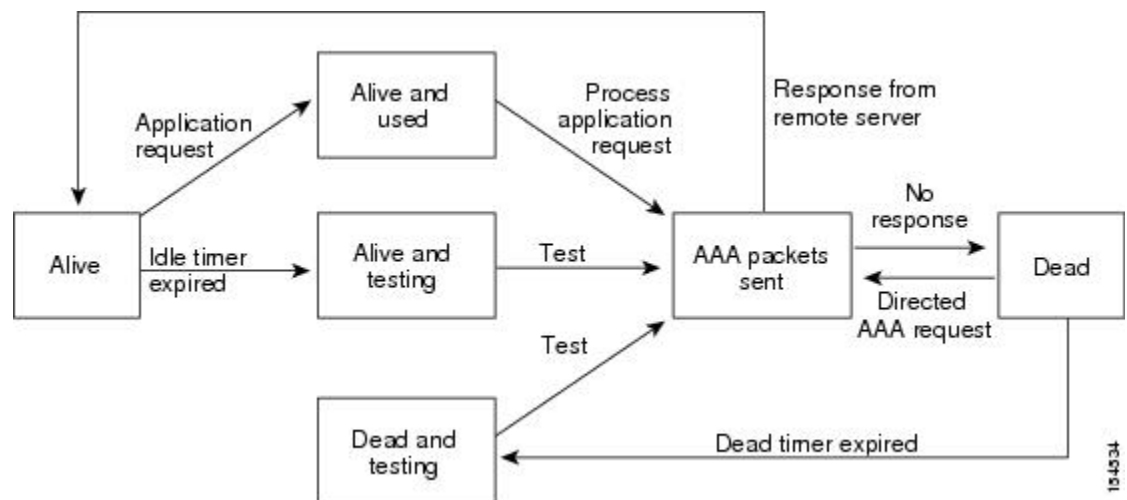 Alive and
used
Process
application
request
Response from
remote server
Application
request
No
response
Alive
Idle timer
expired
Alive and
testing
Test
AAA packets
sent
Dead
Directed
AAA request
Test
Dead and
testing
Dead timer expired
154534